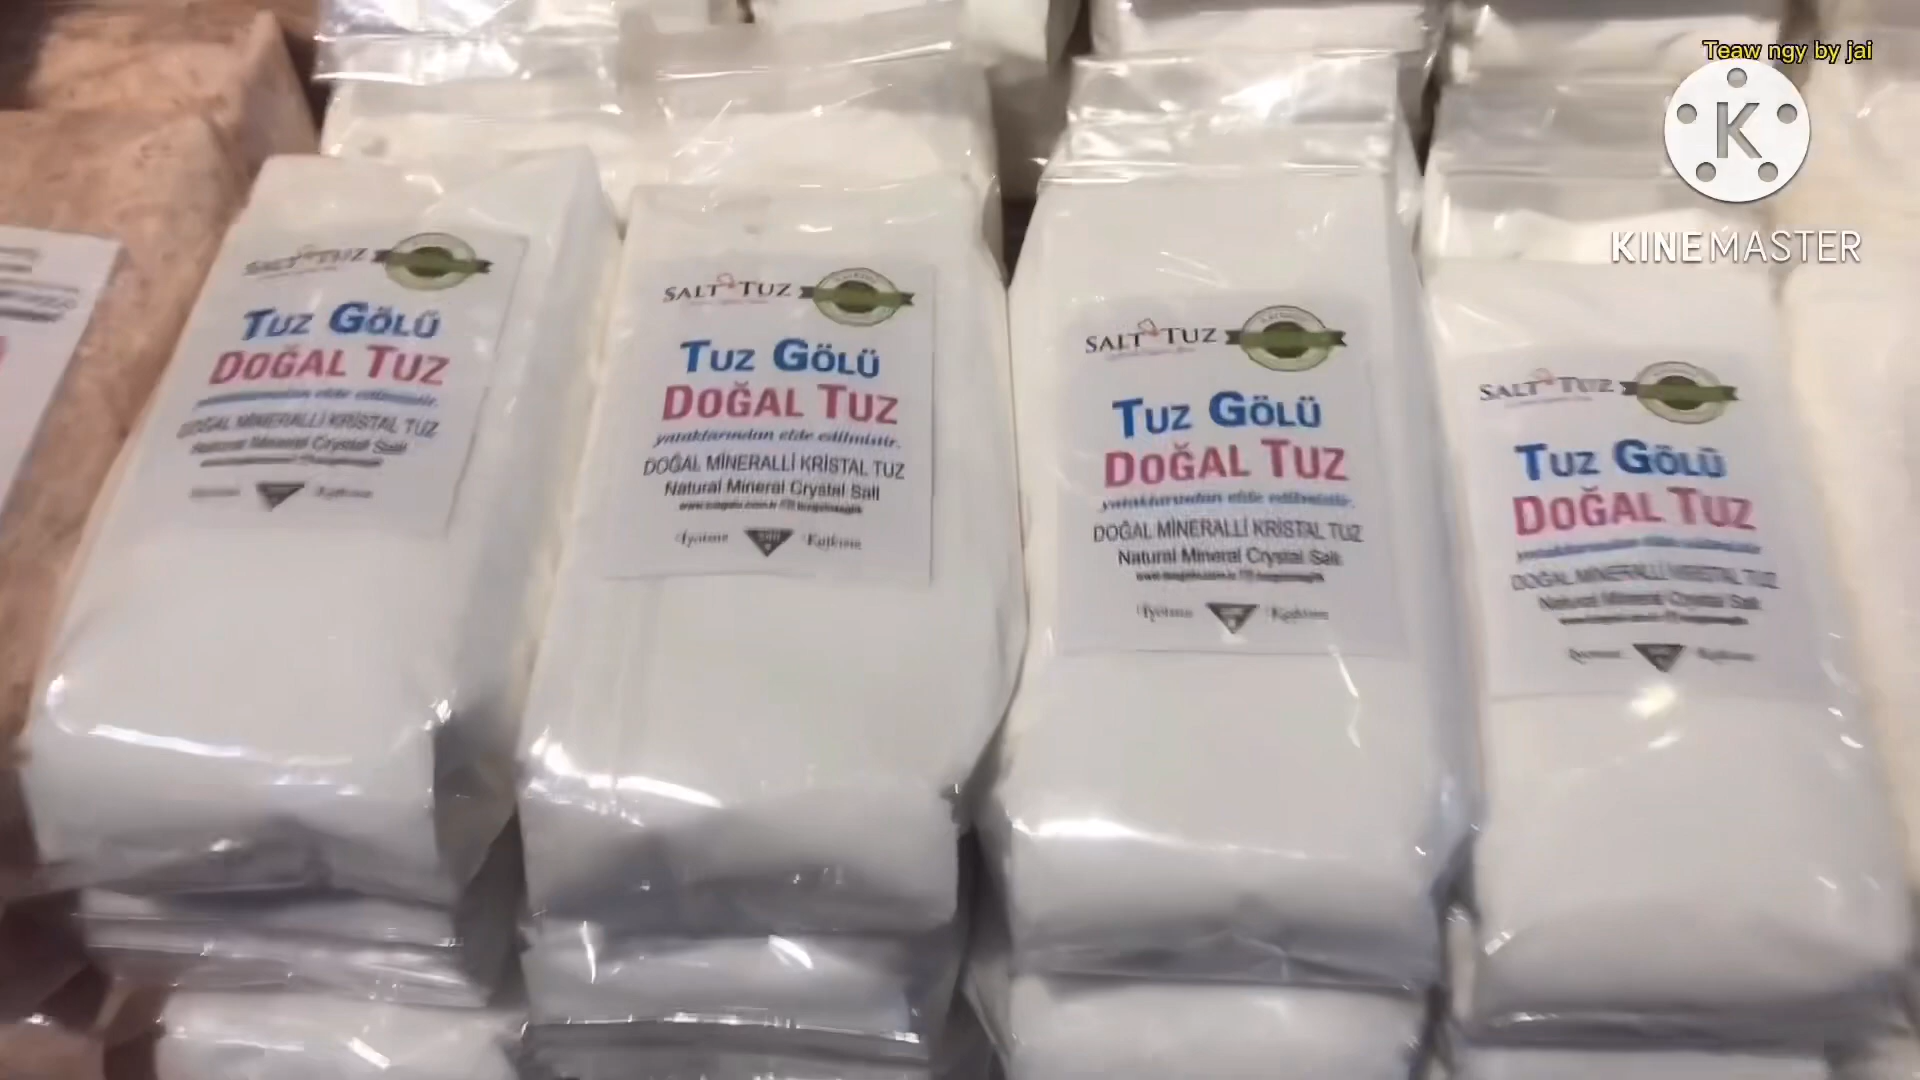 Teaw ngy by jai
K
KINEMASTER
SALT TUZ
TUZ GÖLÜ
DOĞAL TUZ
DOĞAL MİNERALLİ KRİSTAL TUZ
Natural Mineral Crystal Salt
SALT TUZ
TUZ GÖLÜ
DOĞAL TUZ
yataklarından elde edilmiştir.
DOĞAL MİNERALLİ KRİSTAL TUZ
Natural Mineral Crystal Salt
SALT TUZ
TUZ GÖLÜ
DOĞAL TUZ
yataklarından elde edilmiştir.
DOĞAL MİNERALLİ KRİSTAL TUZ
Natural Mineral Crystal Salt
SALT TUZ
TUZ GÖLÜ
DOĞAL TUZ
DOĞAL MİNERALLİ KRİSTAL TUZ
Natural Mineral Crystal Salt